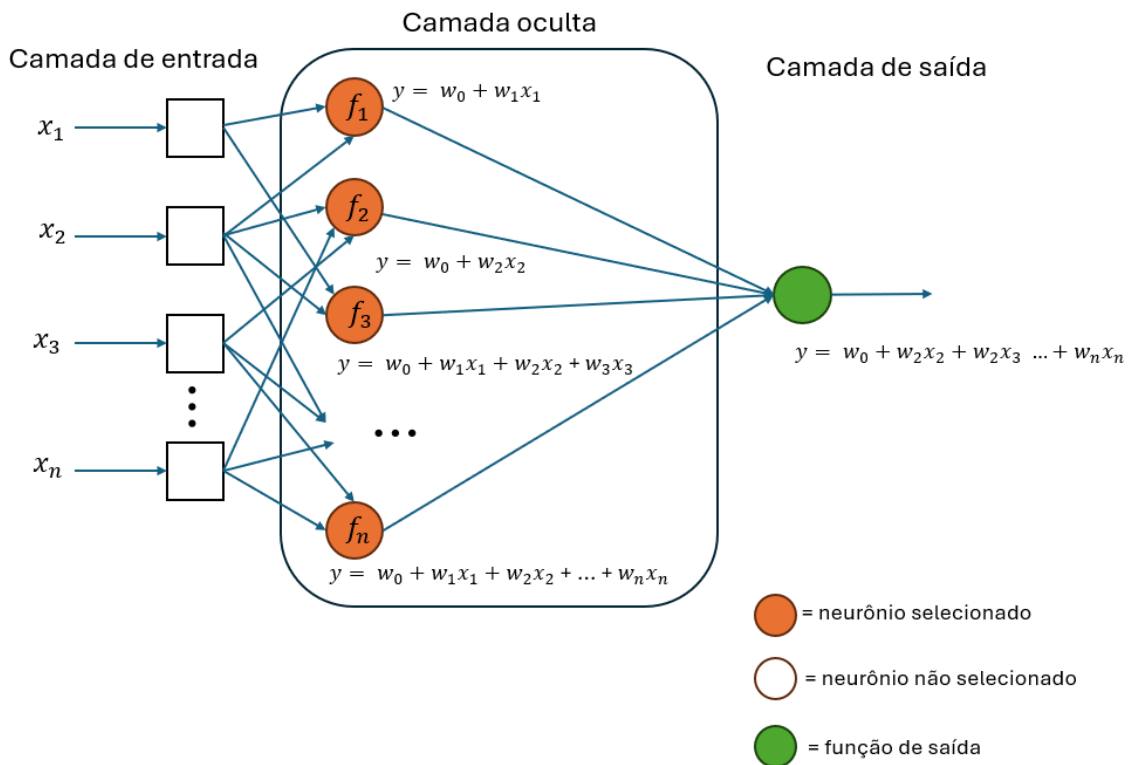 Camada oculta
Camada de entrada
Camada de saída
x₁
x₂
x₃
xₙ
f₁
y = w₀ + w₁x₁
f₂
y = w₀ + w₂x₂
f₃
y = w₀ + w₁x₁ + w₂x₂ + w₃x₃
...
fₙ
y = w₀ + w₁x₁ + w₂x₂ + ... + wₙxₙ
y = w₀ + w₂x₂ + w₂x₃ ... + wₙxₙ
= neurônio selecionado
= neurônio não selecionado
= função de saída